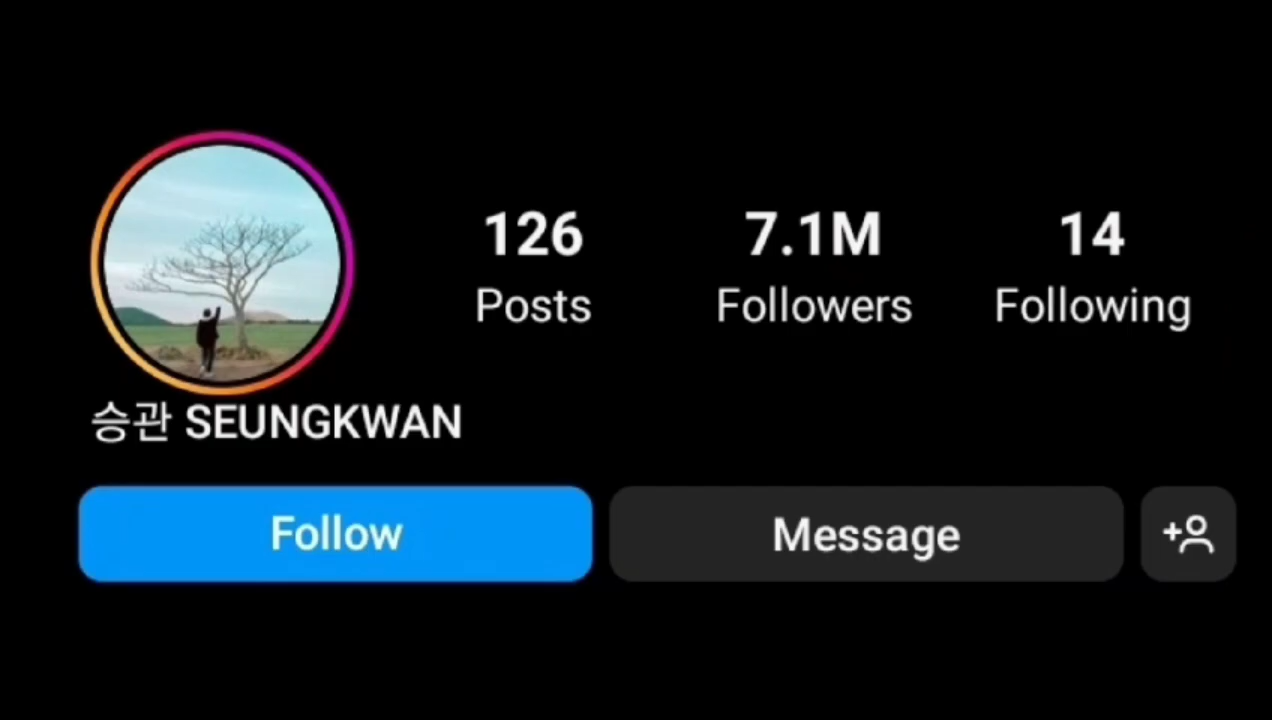 126 7.1M 14
Posts Followers Following
승관 SEUNGKWAN
Follow Message